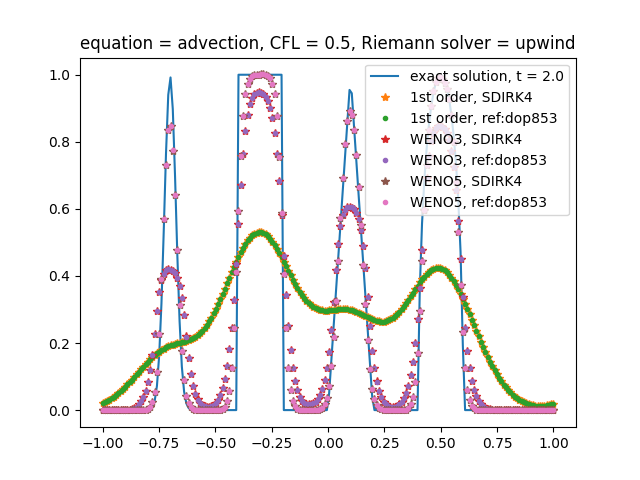 equation = advection, CFL = 0.5, Riemann solver = upwind
exact solution, t = 2.0
1st order, SDIRK4
1st order, ref:dop853
WENO3, SDIRK4
WENO3, ref:dop853
WENO5, SDIRK4
WENO5, ref:dop853
1.0
0.8
0.6
0.4
0.2
0.0
−1.00 −0.75 −0.50 −0.25 0.00 0.25 0.50 0.75 1.00